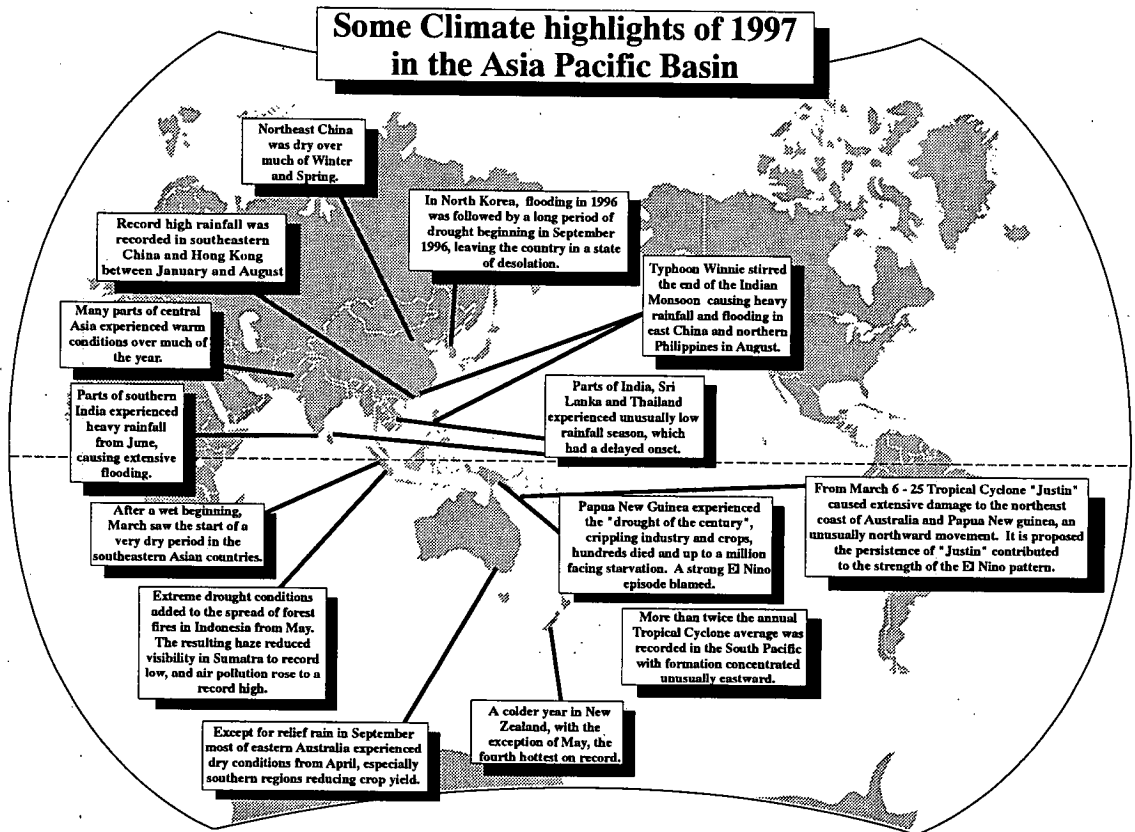 Some Climate highlights of 1997
in the Asia Pacific Basin
Northeast China
was dry over
much of Winter
and Spring.
In North Korea, flooding in 1996
was followed by a long period of
drought beginning in September
1996, leaving the country in a state
of desolation.
Record high rainfall was
recorded in southeastern
China and Hong Kong
between January and August
Typhoon Winnie stirred
the end of the Indian
Monsoon causing heavy
rainfall and flooding in
east China and northern
Philippines in August.
Many parts of central
Asia experienced warm
conditions over much of
the year.
Parts of southern
India experienced
heavy rainfall
from June,
causing extensive
flooding.
Parts of India, Sri
Lanka and Thailand
experienced unusually low
rainfall season, which
had a delayed onset.
After a wet beginning,
March saw the start of a
very dry period in the
southeastern Asian countries.
Papua New Guinea experienced
the "drought of the century",
crippling industry and crops,
hundreds died and up to a million
facing starvation. A strong El Nino
episode blamed.
From March 6 - 25 Tropical Cyclone "Justin"
caused extensive damage to the northeast
coast of Australia and Papua New guinea, an
unusually northward movement. It is proposed
the persistence of "Justin" contributed
to the strength of the El Nino pattern.
Extreme drought conditions
added to the spread of forest
fires in Indonesia from May.
The resulting haze reduced
visibility in Sumatra to record
low, and air pollution rose to a
record high.
More than twice the annual
Tropical Cyclone average was
recorded in the South Pacific
with formation concentrated
unusually eastward.
Except for relief rain in September
most of eastern Australia experienced
dry conditions from April, especially
southern regions reducing crop yield.
A colder year in New
Zealand, with the
exception of May, the
fourth hottest on record.